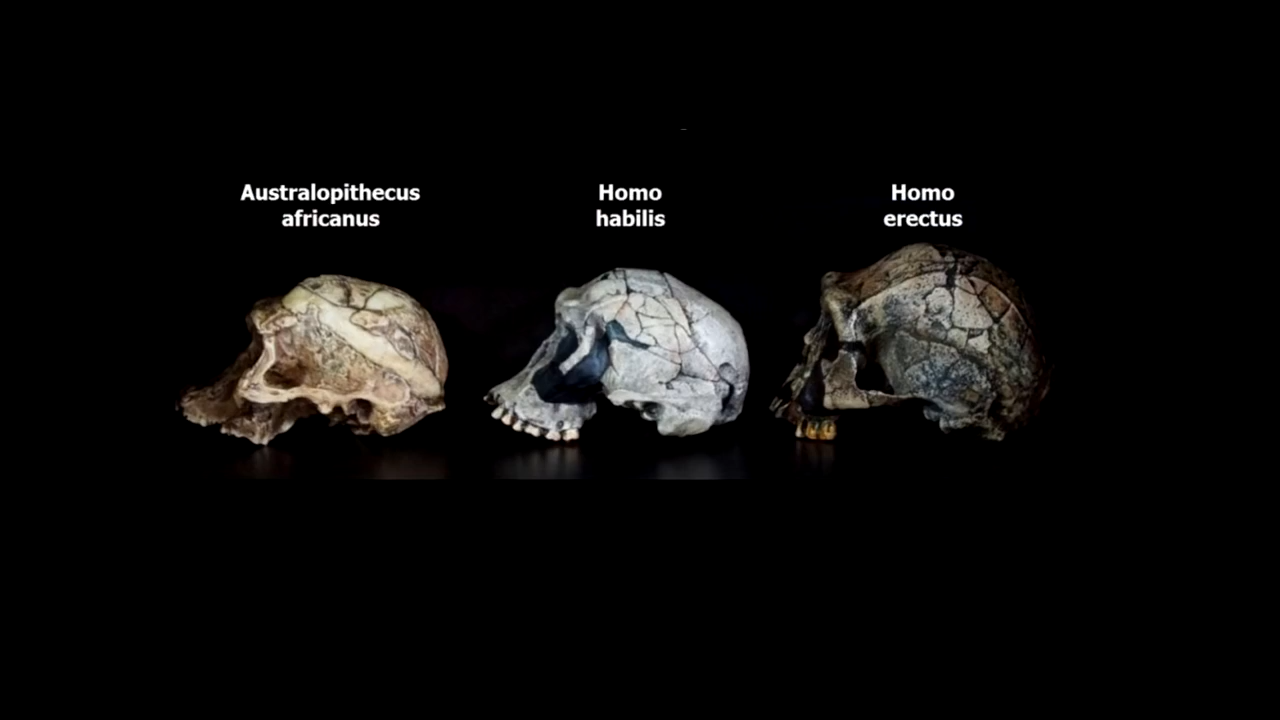 Australopithecus
africanus
Homo
habilis
Homo
erectus